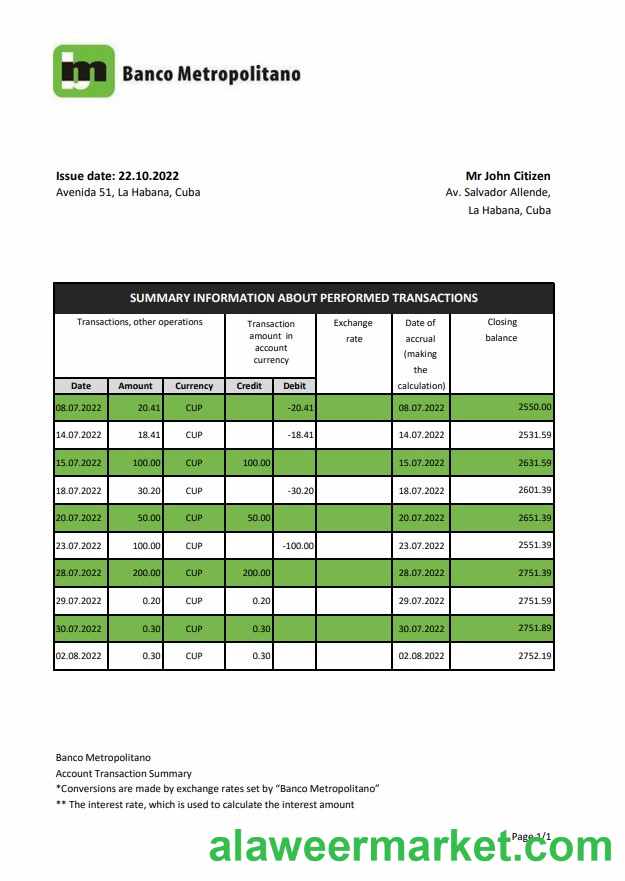 bm Banco Metropolitano
Issue date: 22.10.2022
Avenida 51, La Habana, Cuba
Mr John Citizen
Av. Salvador Allende,
La Habana, Cuba
SUMMARY INFORMATION ABOUT PERFORMED TRANSACTIONS
Transactions, other operations
Transaction
amount in
account
currency
Exchange
rate
Date of
accrual
(making
the
calculation)
Closing
balance
Date Amount Currency Credit Debit
08.07.2022 20.41 CUP -20.41 08.07.2022 2550.00
14.07.2022 18.41 CUP -18.41 14.07.2022 2531.59
15.07.2022 100.00 CUP 100.00 15.07.2022 2631.59
18.07.2022 30.20 CUP -30.20 18.07.2022 2601.39
20.07.2022 50.00 CUP 50.00 20.07.2022 2651.39
23.07.2022 100.00 CUP -100.00 23.07.2022 2551.39
28.07.2022 200.00 CUP 200.00 28.07.2022 2751.39
29.07.2022 0.20 CUP 0.20 29.07.2022 2751.59
30.07.2022 0.30 CUP 0.30 30.07.2022 2751.89
02.08.2022 0.30 CUP 0.30 02.08.2022 2752.19
Banco Metropolitano
Account Transaction Summary
*Conversions are made by exchange rates set by “Banco Metropolitano”
** The interest rate, which is used to calculate the interest amount
Page 1/1
alaweermarket.com